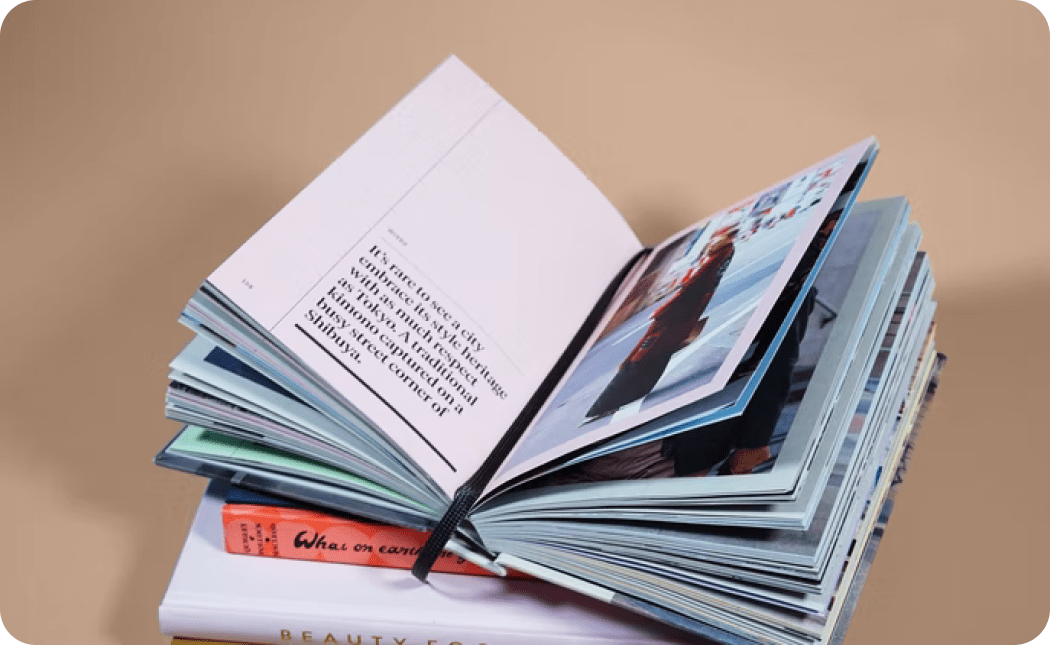 It's rare to see a city
embrace its style heritage
with as much respect
as Tokyo. A traditional
kimono captured on a
busy street corner of
Shibuya.
What on earth
BEAUTY